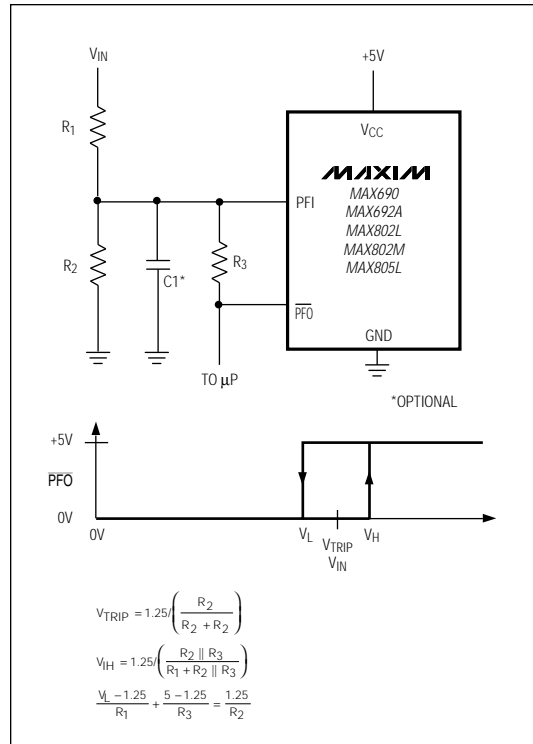 VIN
+5V
R1
VCC
MAXIM
MAX690
MAX692A
MAX802L
MAX802M
MAX805L
PFI
R2
C1*
R3
PFO
GND
TO μP
*OPTIONAL
+5V
PFO
0V
0V
VL
VTRIP
VH
VIN
VTRIP = 1.25/(R2 / (R2 + R2))
VIH = 1.25/(R2 || R3 / (R1 + R2 || R3))
VL – 1.25 / R1 + 5 – 1.25 / R3 = 1.25 / R2